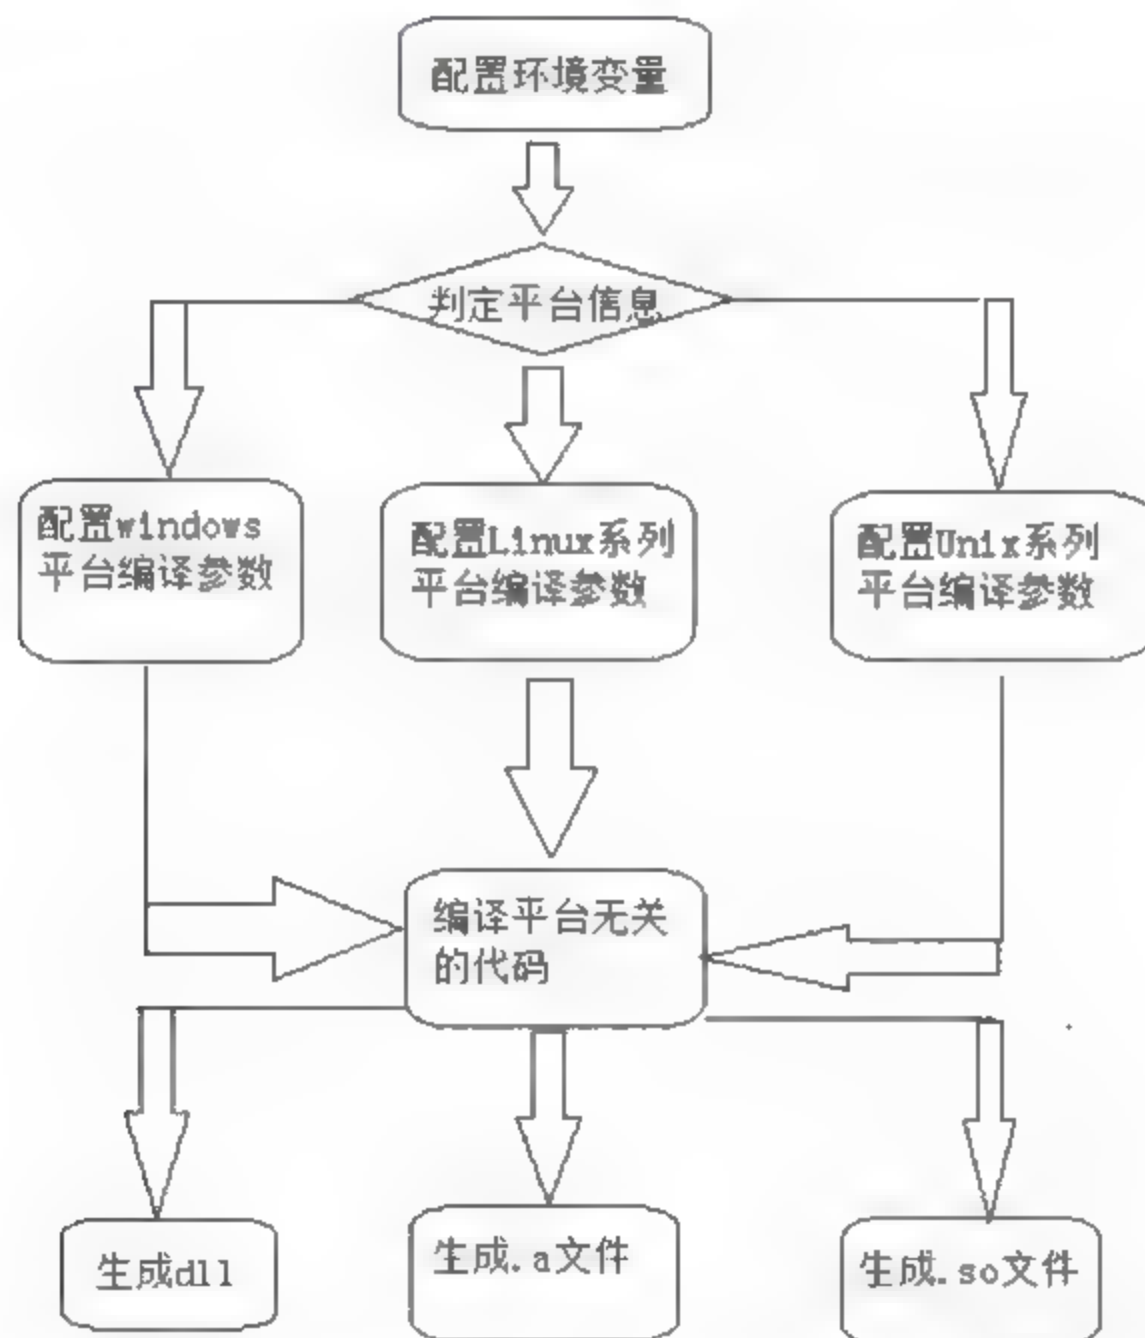 配置环境变量
判定平台信息
配置windows
平台编译参数
配置Linux系列
平台编译参数
配置Unix系列
平台编译参数
编译平台无关
的代码
生成dll
生成.a文件
生成.so文件